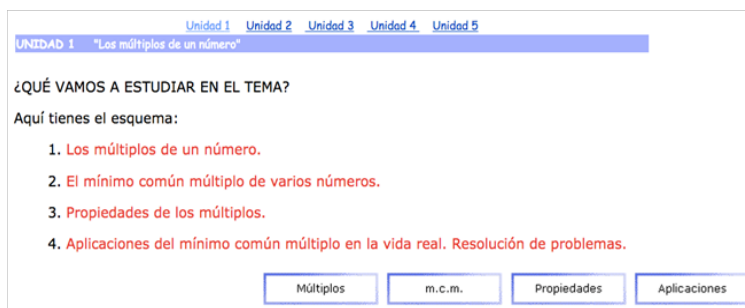 Unidad 1 Unidad 2 Unidad 3 Unidad 4 Unidad 5
UNIDAD 1 "Los múltiplos de un número"
¿QUÉ VAMOS A ESTUDIAR EN EL TEMA?
Aquí tienes el esquema:
1. Los múltiplos de un número.
2. El mínimo común múltiplo de varios números.
3. Propiedades de los múltiplos.
4. Aplicaciones del mínimo común múltiplo en la vida real. Resolución de problemas.
Múltiplos m.c.m. Propiedades Aplicaciones